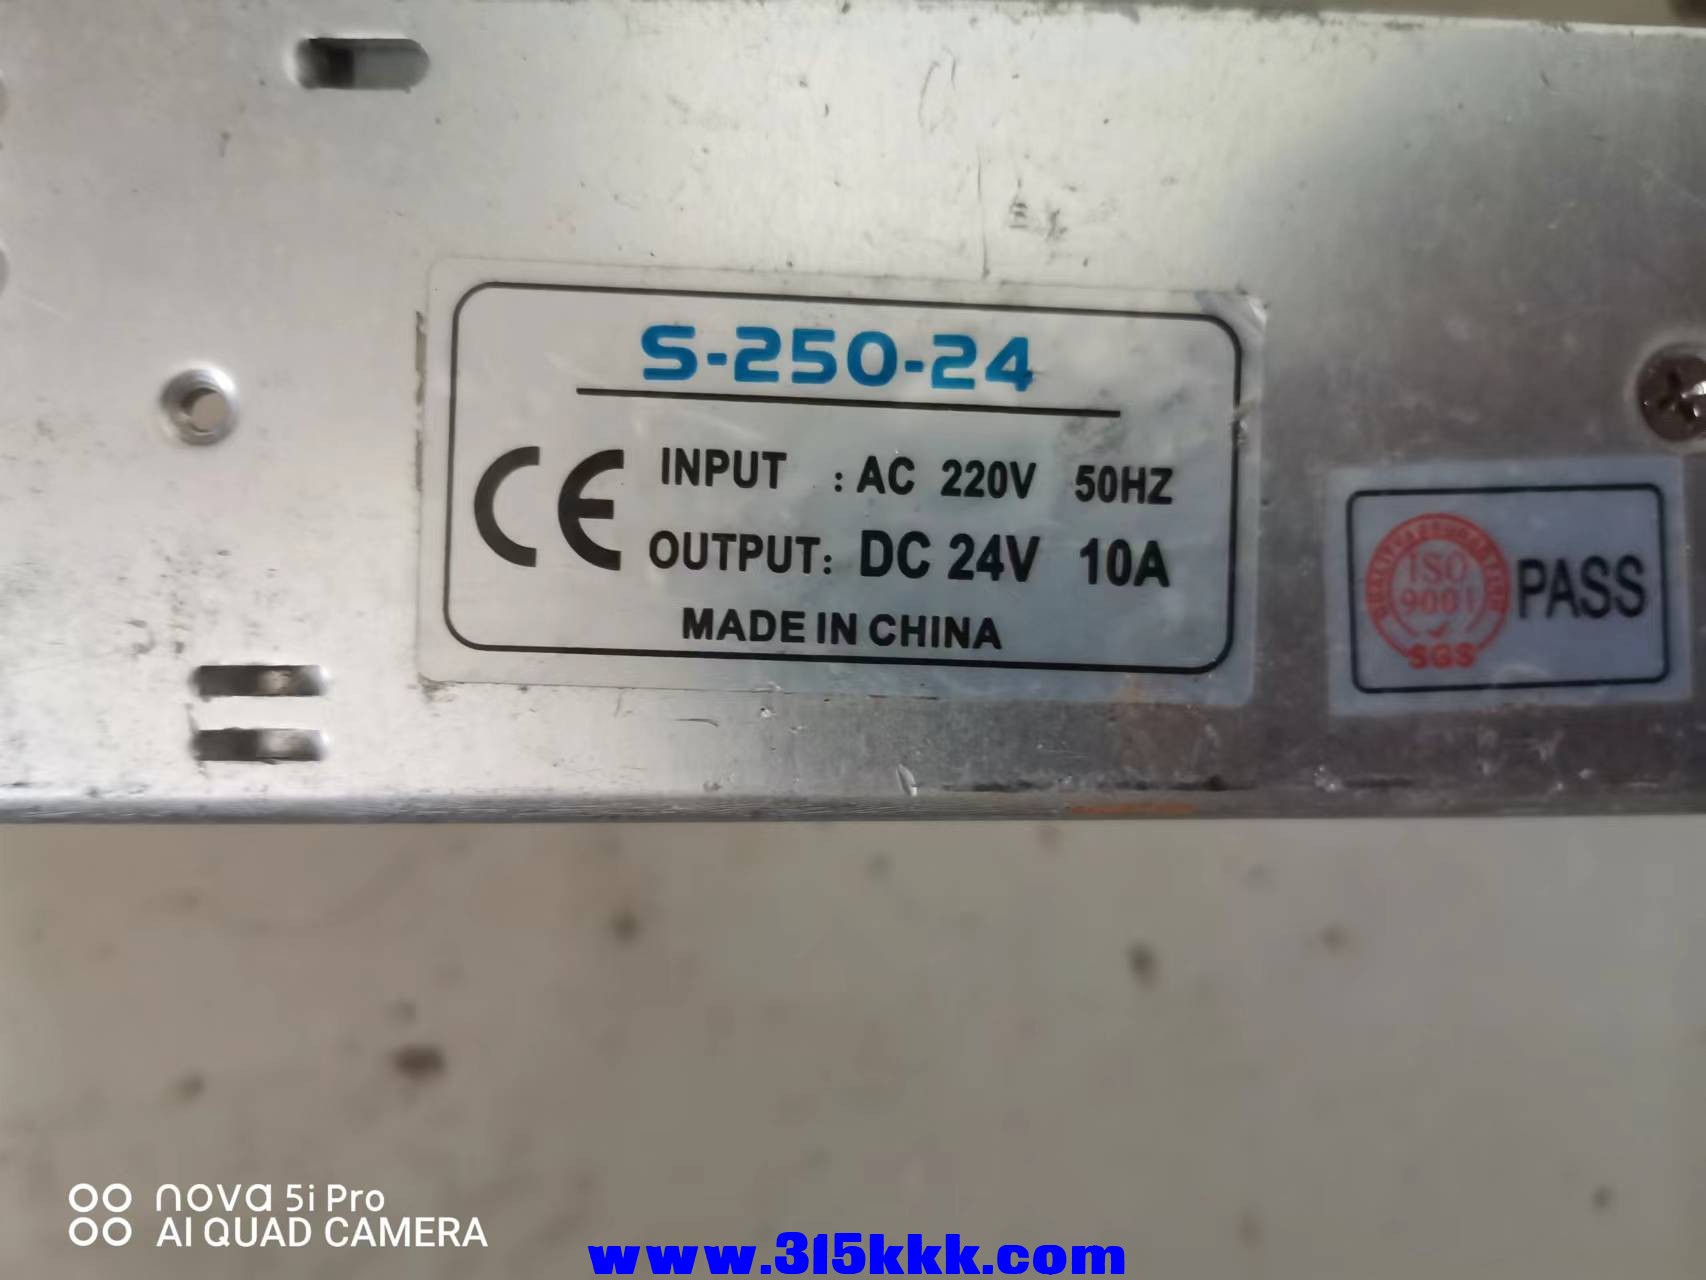 S-250-24
CE
INPUT : AC 220V 50HZ
OUTPUT: DC 24V 10A
MADE IN CHINA
ISO
9001
SGS
PASS
nova 5i Pro
AI QUAD CAMERA
www.315kkk.com